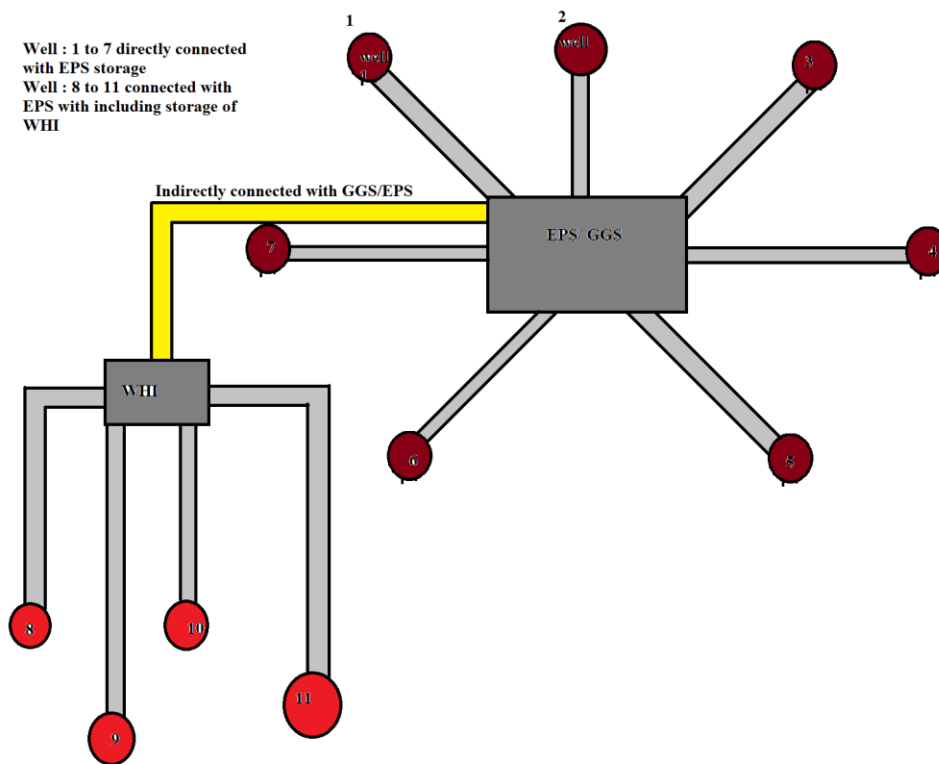 1
2
Well : 1 to 7 directly connected
with EPS storage
Well : 8 to 11 connected with
EPS with including storage of
WHI
well
1
well
3
Indirectly connected with GGS/EPS
EPS/ GGS
7
4
WHI
6
5
8
10
11
9